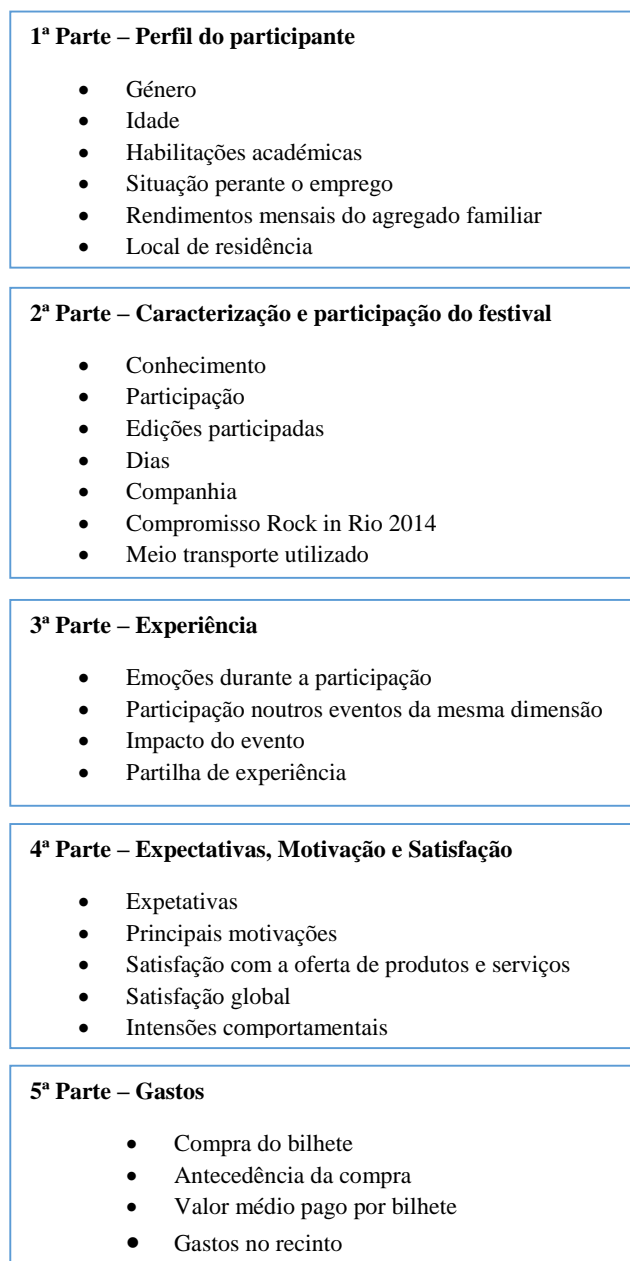 1ª Parte – Perfil do participante
• Género
• Idade
• Habilitações académicas
• Situação perante o emprego
• Rendimentos mensais do agregado familiar
• Local de residência
2ª Parte – Caracterização e participação do festival
• Conhecimento
• Participação
• Edições participadas
• Dias
• Companhia
• Compromisso Rock in Rio 2014
• Meio transporte utilizado
3ª Parte – Experiência
• Emoções durante a participação
• Participação noutros eventos da mesma dimensão
• Impacto do evento
• Partilha de experiência
4ª Parte – Expectativas, Motivação e Satisfação
• Expetativas
• Principais motivações
• Satisfação com a oferta de produtos e serviços
• Satisfação global
• Intensões comportamentais
5ª Parte – Gastos
• Compra do bilhete
• Antecedência da compra
• Valor médio pago por bilhete
• Gastos no recinto